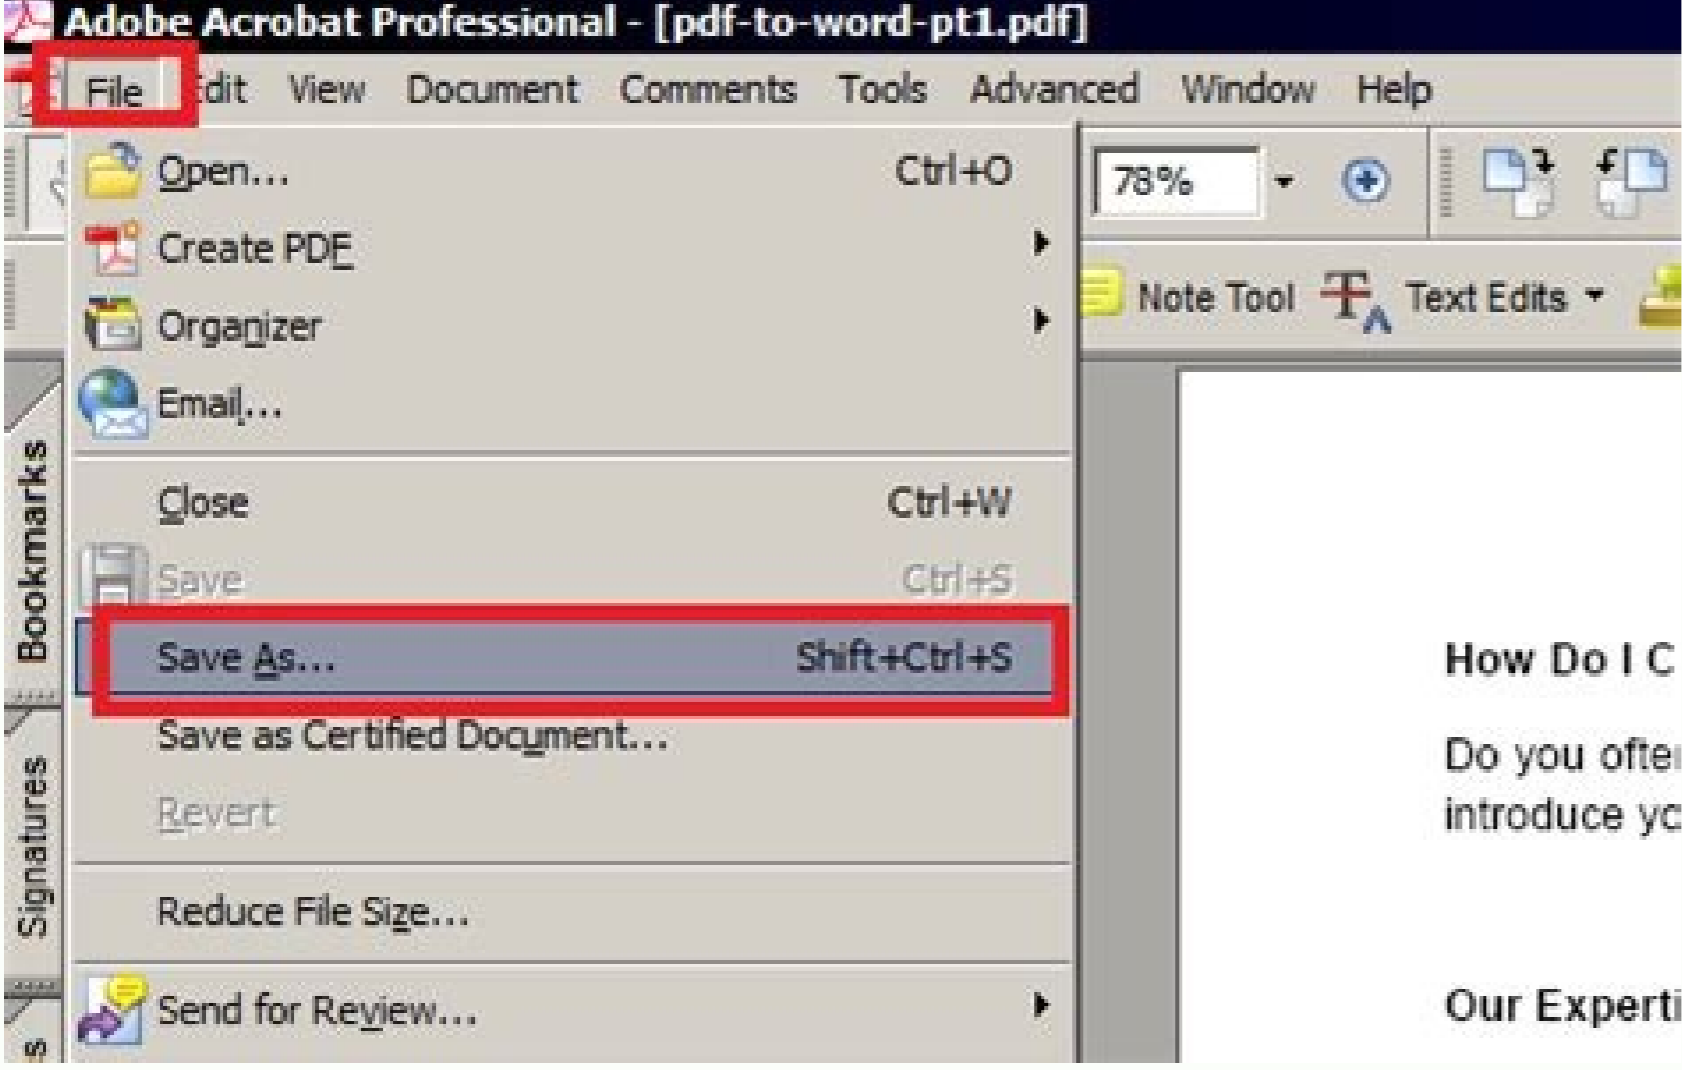 Adobe Acrobat Professional - [pdf-to-word-pt1.pdf]
File Edit View Document Comments Tools Advanced Window Help
Open... Ctrl+O
78%
Create PDF
Note Tool Text Edits
Organizer
Email...
Bookmarks
Close Ctrl+W
Save Ctrl+S
Save As... Shift+Ctrl+S
How Do I C
Save as Certified Document...
Do you ofte
Signatures
Revert
introduce yo
Reduce File Size...
Send for Review...
Our Experti